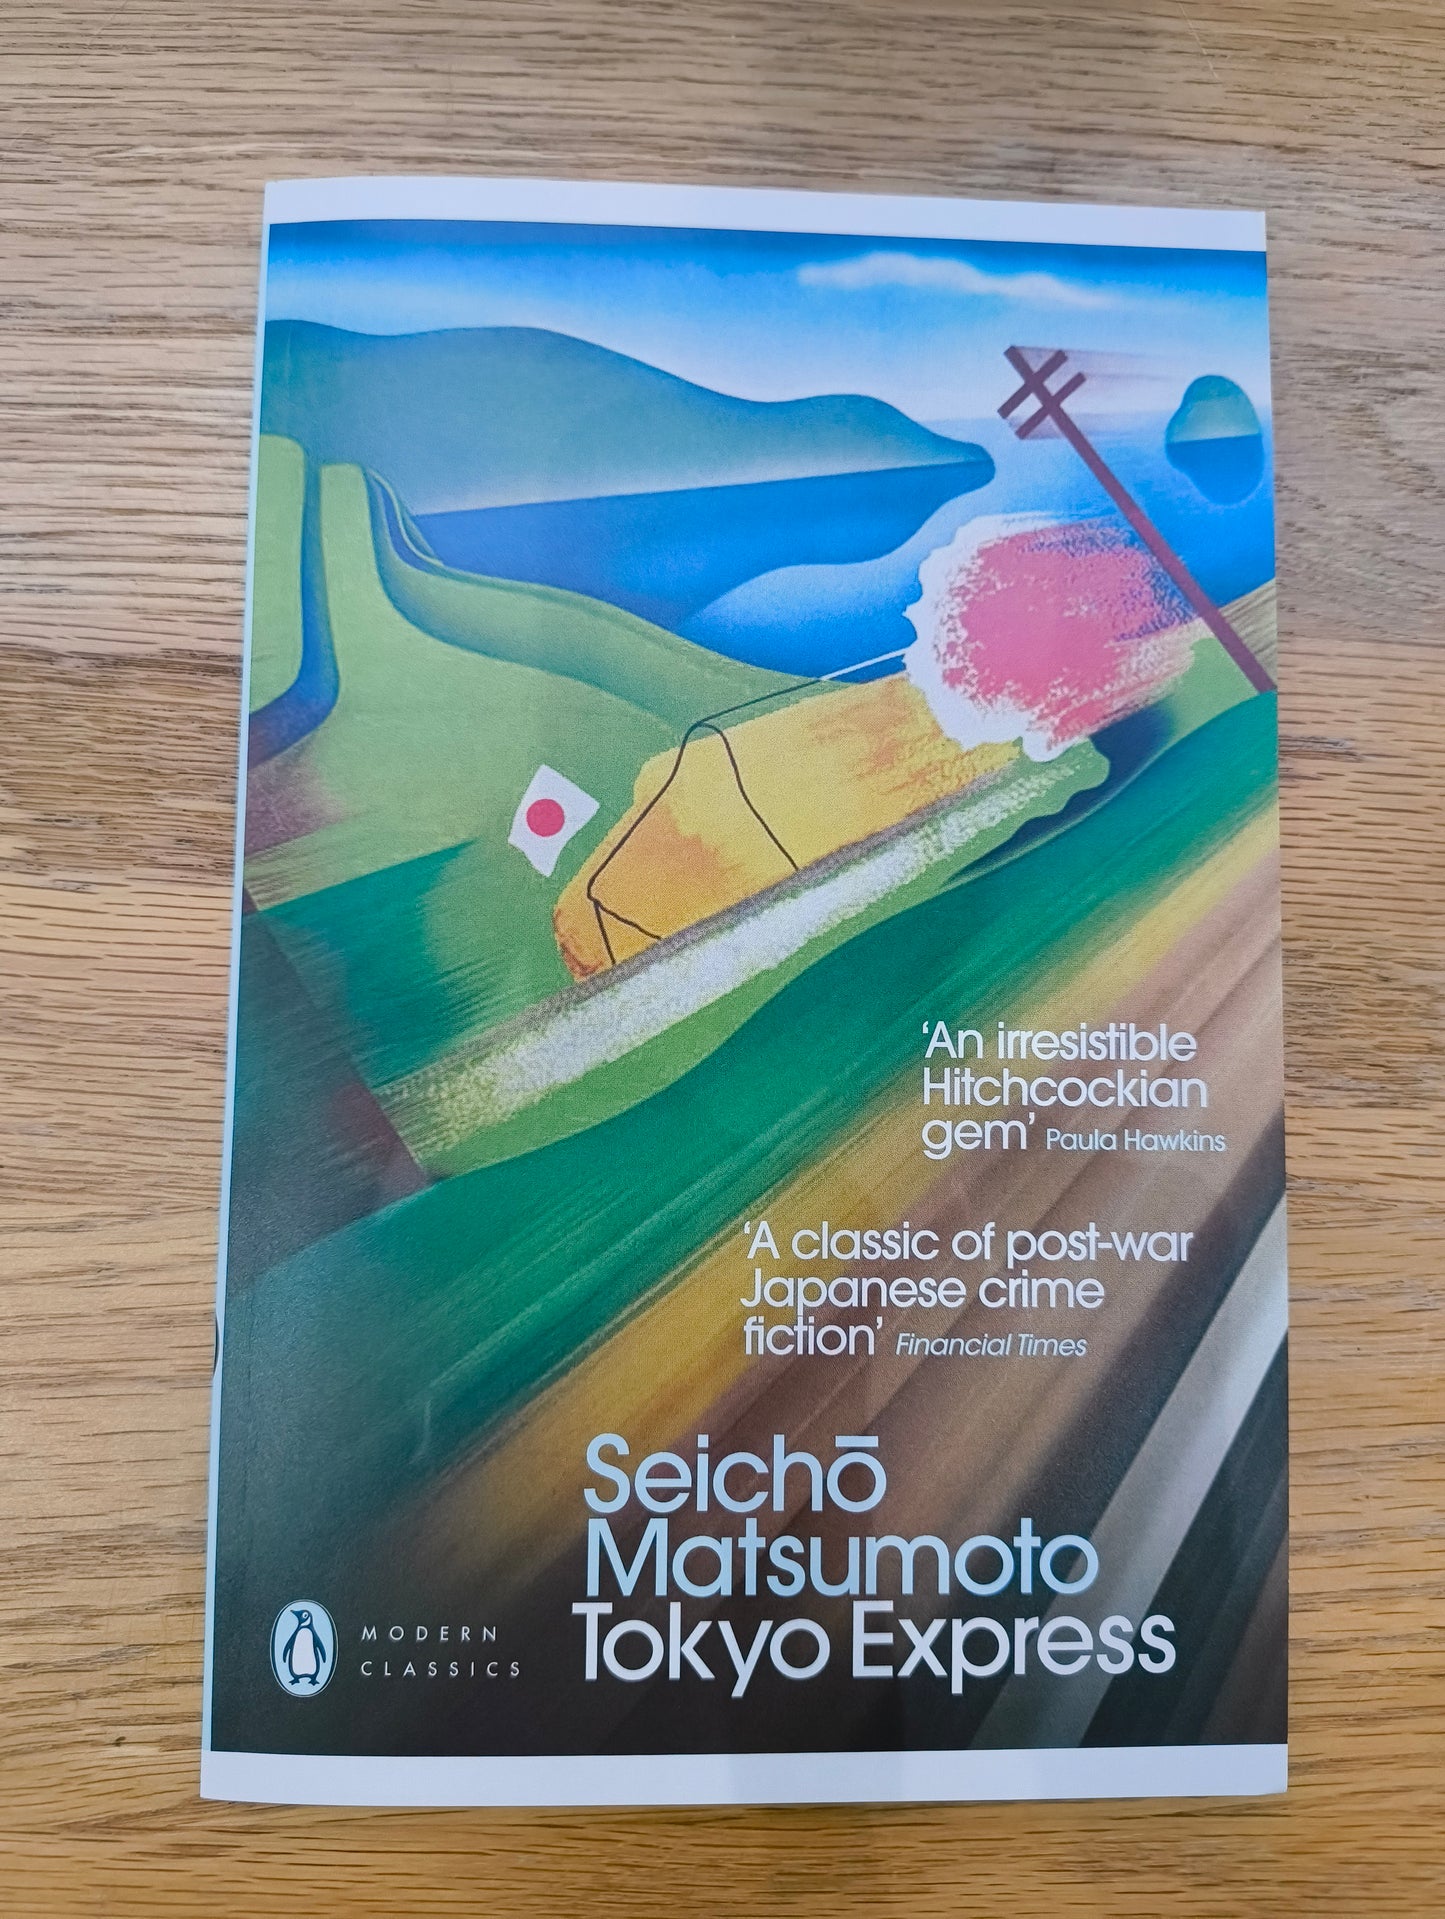 ‘An irresistible
Hitchcockian
gem’ Paula Hawkins
‘A classic of post-war
Japanese crime
fiction’ Financial Times
Seichō
Matsumoto
Tokyo Express
MODERN
CLASSICS